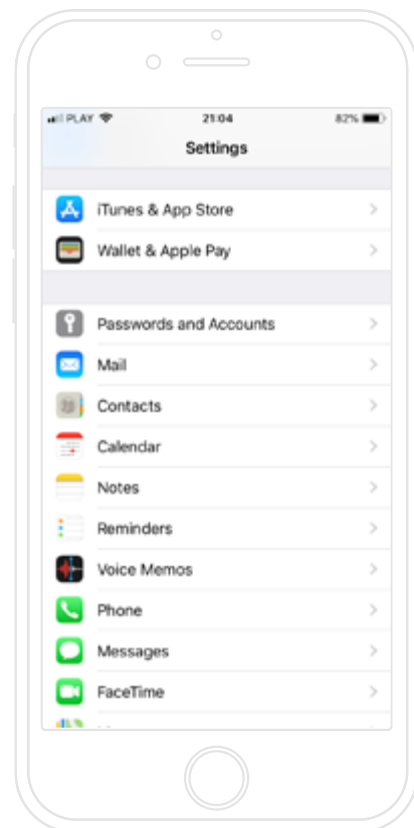 PLAY 21:04 82%
Settings
iTunes & App Store
Wallet & Apple Pay
Passwords and Accounts
Mail
Contacts
Calendar
Notes
Reminders
Voice Memos
Phone
Messages
FaceTime